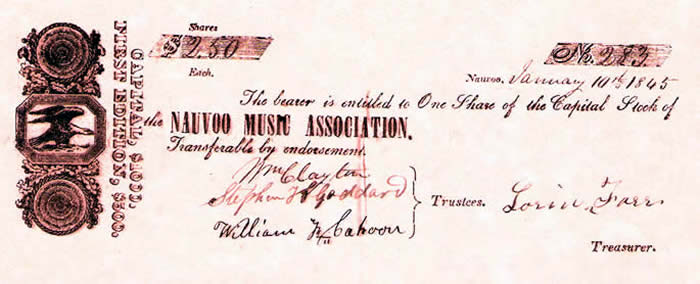 CAPITAL, $1000.
FIRST EDITION, $500.
Shares
$2.50
Each.
No. 283
Nauvoo. January 10th 1845
The bearer is entitled to One Share of the Capital Stock of
the NAUVOO MUSIC ASSOCIATION.
Transferable by endorsement.
Wm Clayton
Stephen H Goddard
William F. Cahoon
Trustees.
Lorin Farr
Treasurer.